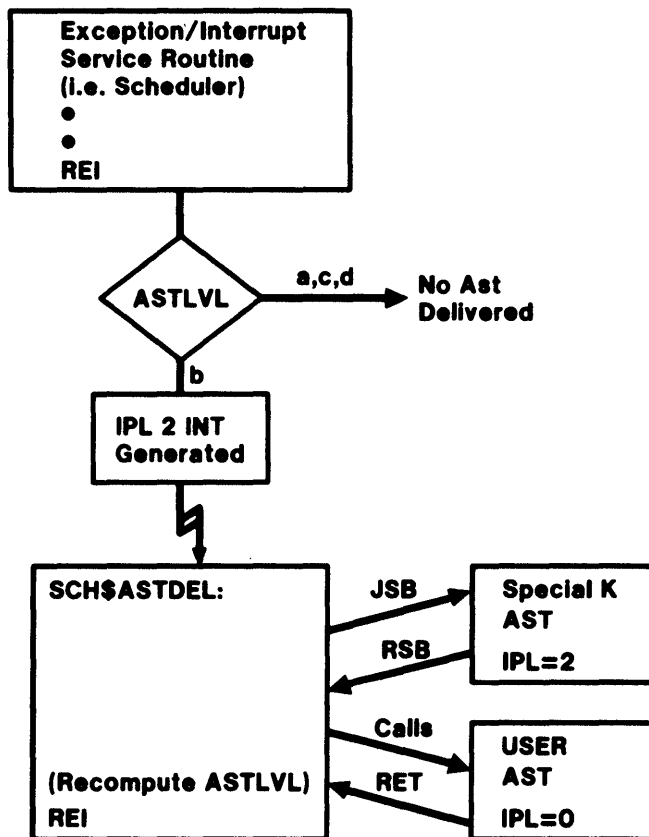 Exception/Interrupt
Service Routine
(i.e. Scheduler)
●
●
REI
ASTLVL
a,c,d
No Ast
Delivered
b
IPL 2 INT
Generated
SCH$ASTDEL:
JSB
Special K
AST
IPL=2
RSB
Calls
USER
AST
IPL=0
RET
(Recompute ASTLVL)
REI